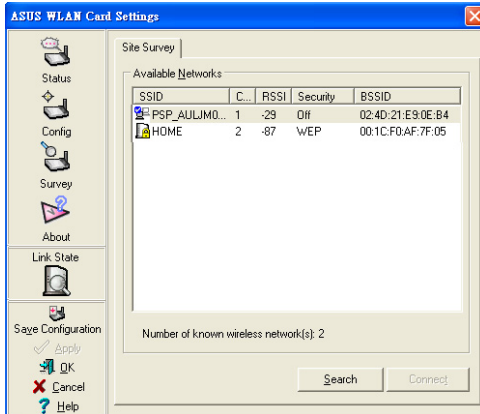 ASUS WLAN Card Settings
Status
Config
Survey
About
Link State
Save Configuration
Apply
OK
Cancel
Help
Site Survey
Available Networks
SSID C... RSSI Security BSSID
PSP_AULJM0... 1 -29 Off 02:4D:21:E9:0E:B4
HOME 2 -87 WEP 00:1C:F0:AF:7F:05
Number of known wireless network(s): 2
Search Connect